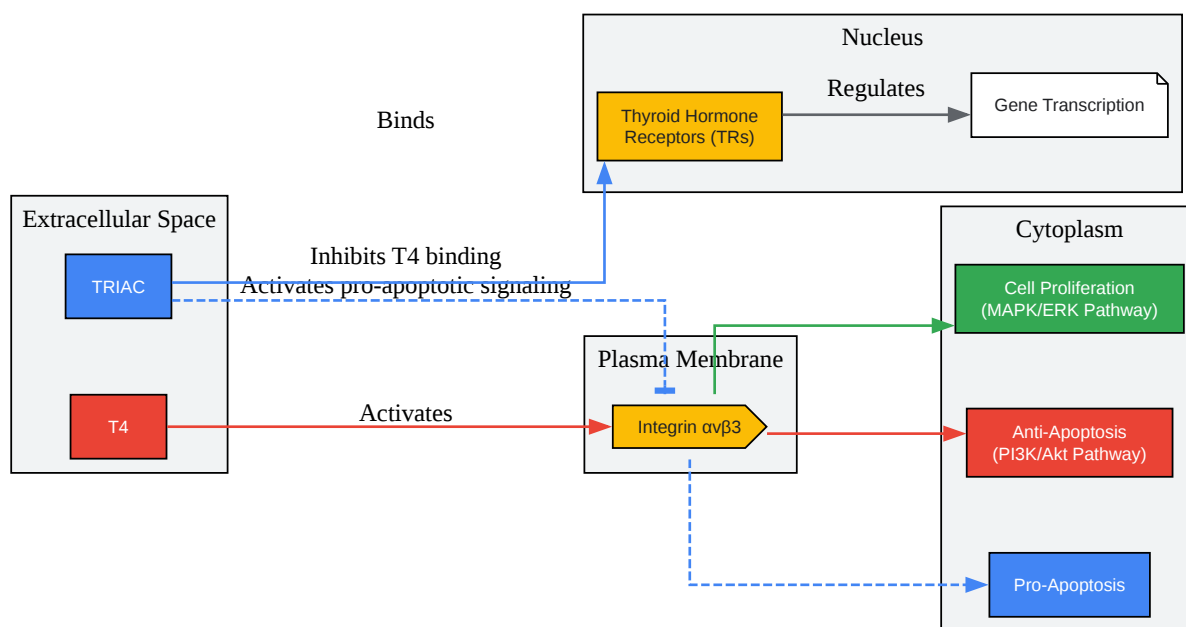 Nucleus
Thyroid Hormone
Receptors (TRs)
Regulates
Gene Transcription
Binds
Extracellular Space
TRIAC
Inhibits T4 binding
Activates pro-apoptotic signaling
T4
Activates
Plasma Membrane
Integrin αvβ3
Cytoplasm
Cell Proliferation
(MAPK/ERK Pathway)
Anti-Apoptosis
(PI3K/Akt Pathway)
Pro-Apoptosis